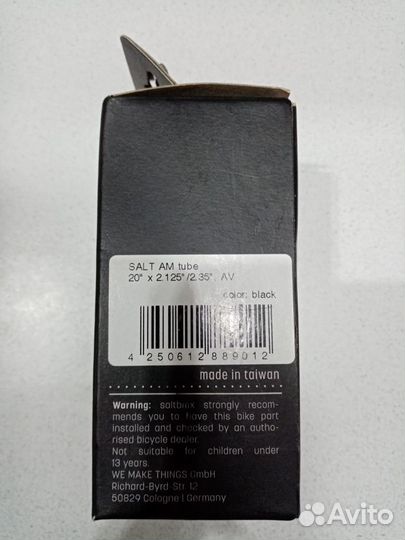 SALT AM tube
20" x 2.125"/2.35", AV
color: black
4 250612 889012
made in taiwan
Warning: saltbmx strongly recom-
mends you to have this bike part
installed and checked by an autho-
rised bicycle dealer.
Not suitable for children under
13 years.
WE MAKE THINGS GmbH
Richard-Byrd-Str. 12
50829 Cologne | Germany
Avito